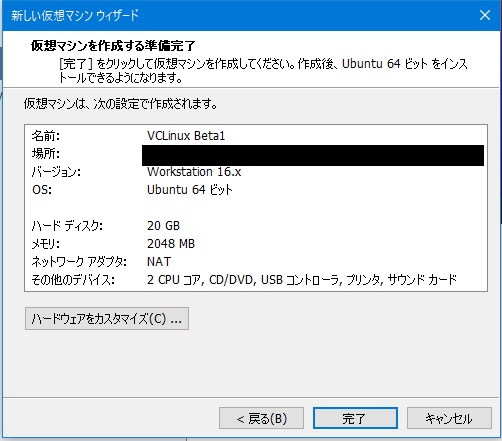 新しい仮想マシン ウィザード
仮想マシンを作成する準備完了
[完了] をクリックして仮想マシンを作成してください。作成後、Ubuntu 64 ビット をインス
トールできるようになります。
仮想マシンは、次の設定で作成されます。
名前: VCLinux Beta1
場所:
バージョン: Workstation 16.x
OS: Ubuntu 64 ビット
ハード ディスク: 20 GB
メモリ: 2048 MB
ネットワーク アダプタ: NAT
その他のデバイス: 2 CPU コア, CD/DVD, USB コントローラ, プリンタ, サウンド カード
ハードウェアをカスタマイズ(C) ...
< 戻る(B) 完了 キャンセル